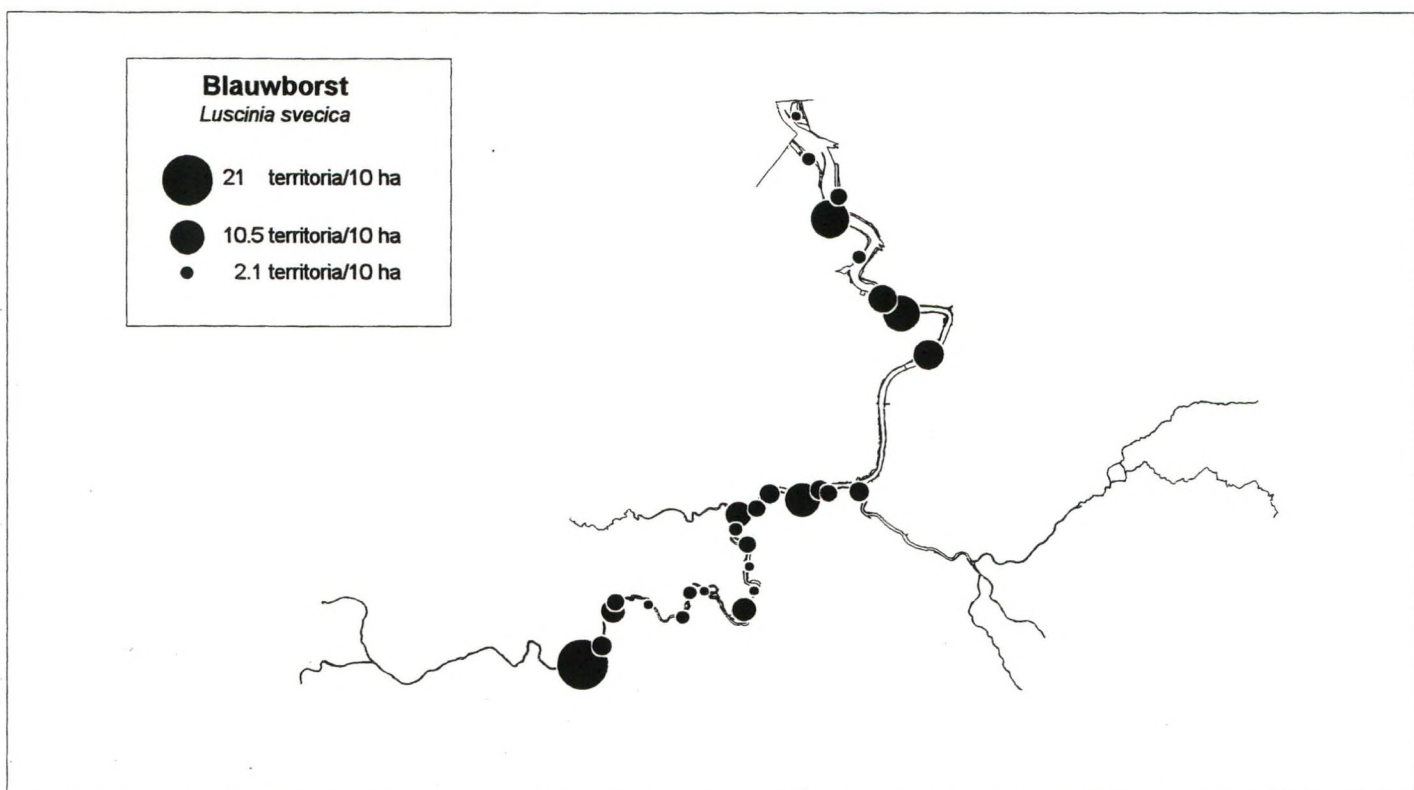 Blauwborst
Luscinia svecica
21 territoria/10 ha
10.5 territoria/10 ha
2.1 territoria/10 ha